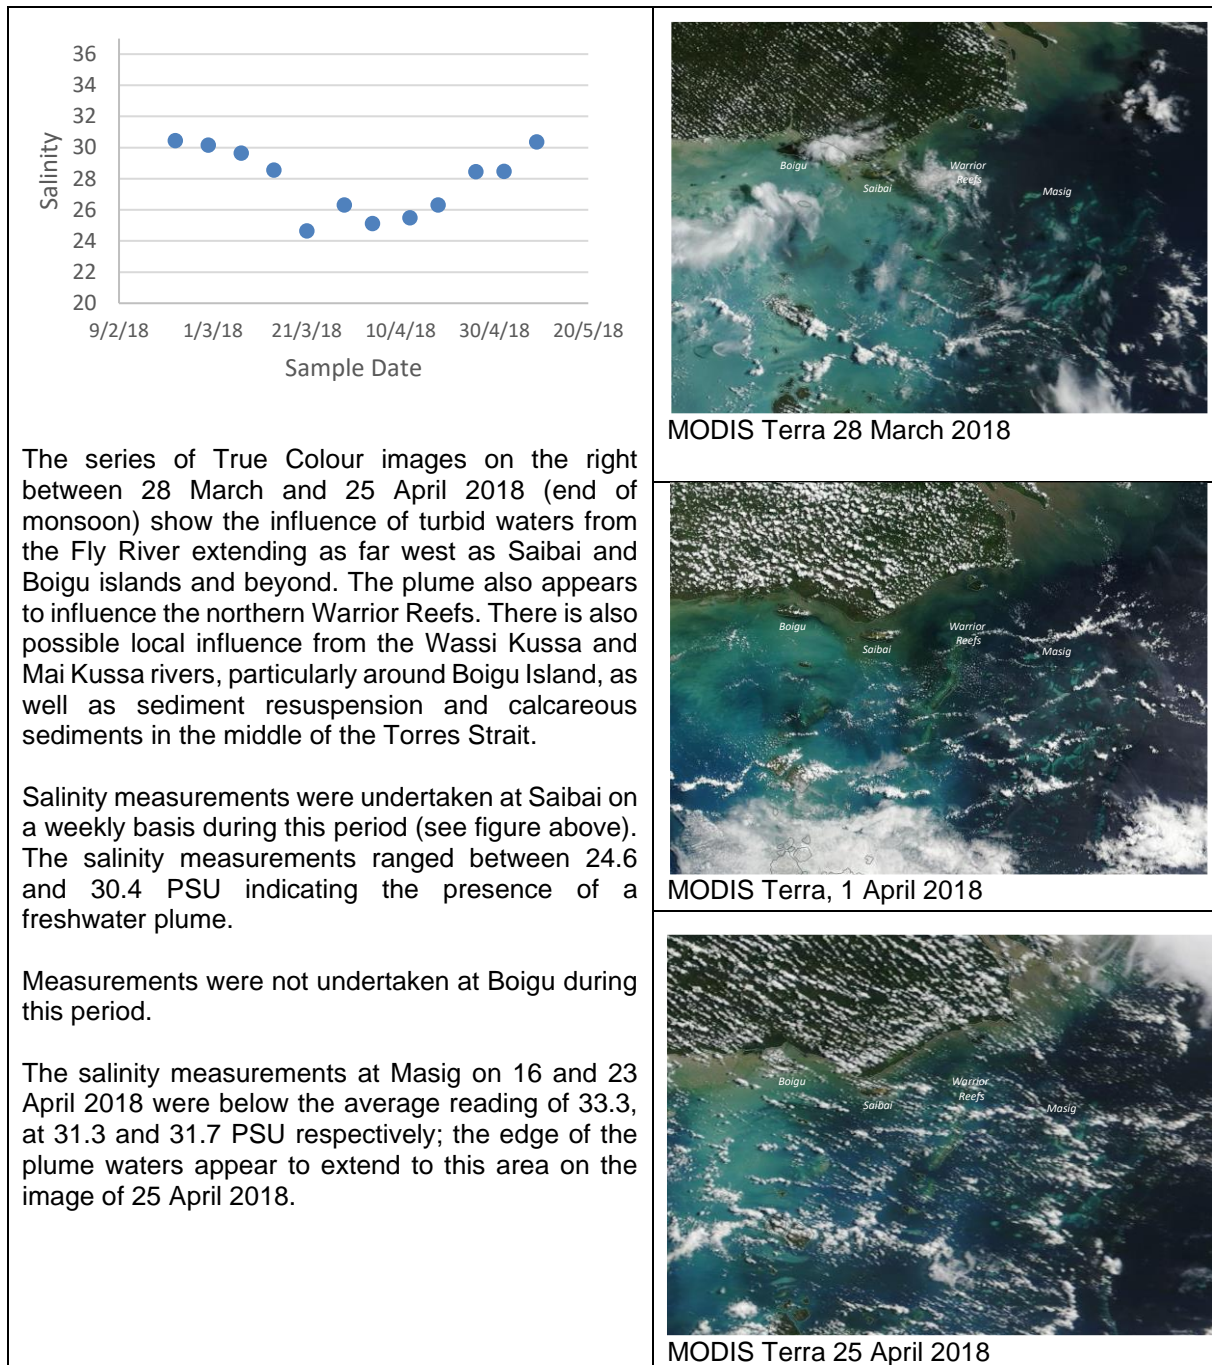 36
34
32
30
28
26
24
22
20
Salinity
9/2/18 1/3/18 21/3/18 10/4/18 30/4/18 20/5/18
Sample Date
The series of True Colour images on the right
between 28 March and 25 April 2018 (end of
monsoon) show the influence of turbid waters from
the Fly River extending as far west as Saibai and
Boigu islands and beyond. The plume also appears
to influence the northern Warrior Reefs. There is also
possible local influence from the Wassi Kussa and
Mai Kussa rivers, particularly around Boigu Island, as
well as sediment resuspension and calcareous
sediments in the middle of the Torres Strait.
Salinity measurements were undertaken at Saibai on
a weekly basis during this period (see figure above).
The salinity measurements ranged between 24.6
and 30.4 PSU indicating the presence of a
freshwater plume.
Measurements were not undertaken at Boigu during
this period.
The salinity measurements at Masig on 16 and 23
April 2018 were below the average reading of 33.3,
at 31.3 and 31.7 PSU respectively; the edge of the
plume waters appear to extend to this area on the
image of 25 April 2018.
Boigu
Saibai
Warrior
Reefs
Masig
MODIS Terra 28 March 2018
Boigu
Saibai
Warrior
Reefs
Masig
MODIS Terra, 1 April 2018
Boigu
Saibai
Warrior
Reefs
Masig
MODIS Terra 25 April 2018